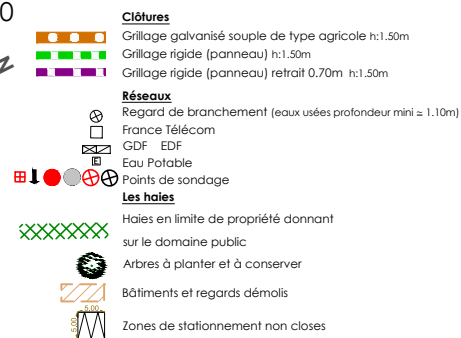 0
N
Clôtures
Grillage galvanisé souple de type agricole h:1.50m
Grillage rigide (panneau) h:1.50m
Grillage rigide (panneau) retrait 0.70m h:1.50m
Réseaux
Regard de branchement (eaux usées profondeur mini ≃ 1.10m)
France Télécom
GDF EDF
E Eau Potable
Points de sondage
Les haies
Haies en limite de propriété donnant
sur le domaine public
Arbres à planter et à conserver
Bâtiments et regards démolis
5.00
5.00
Zones de stationnement non closes